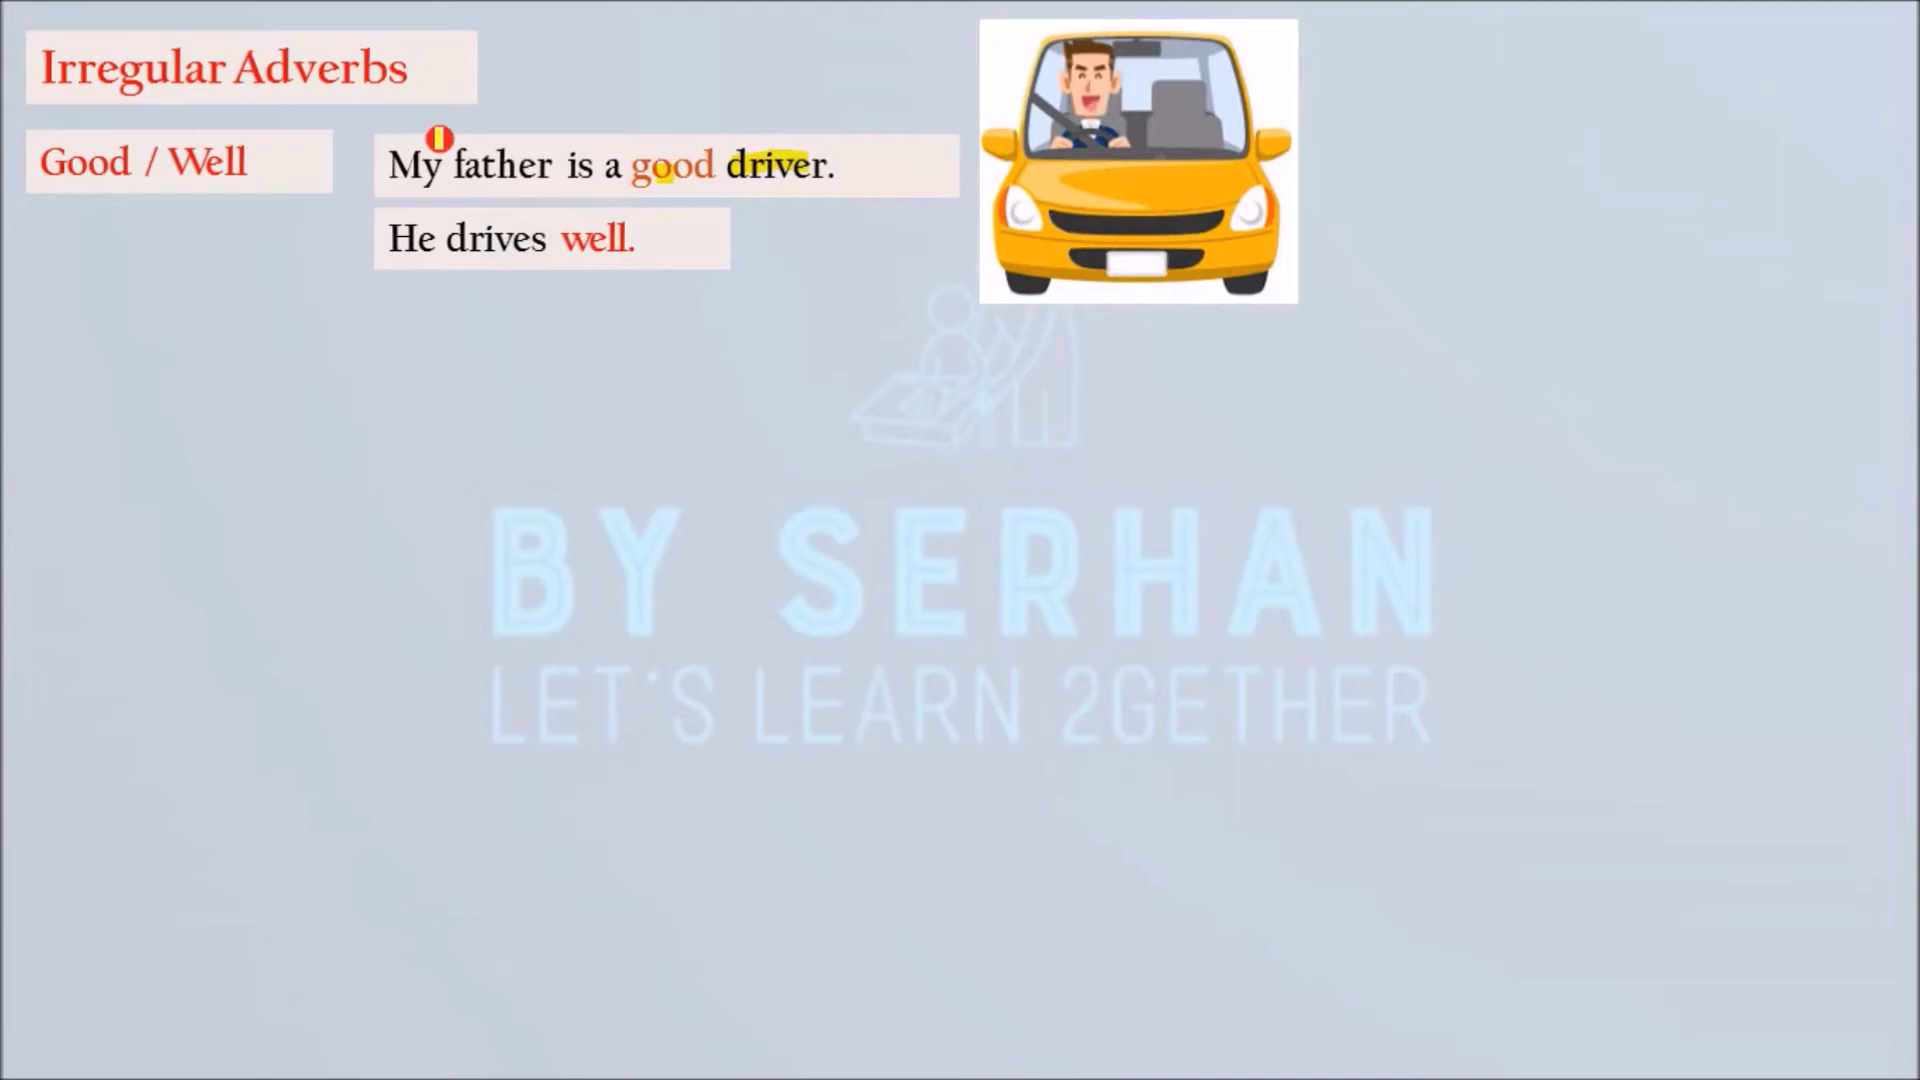 Irregular Adverbs
Good / Well
My father is a good driver.
He drives well.
BY SERHAN
LET'S LEARN 2GETHER